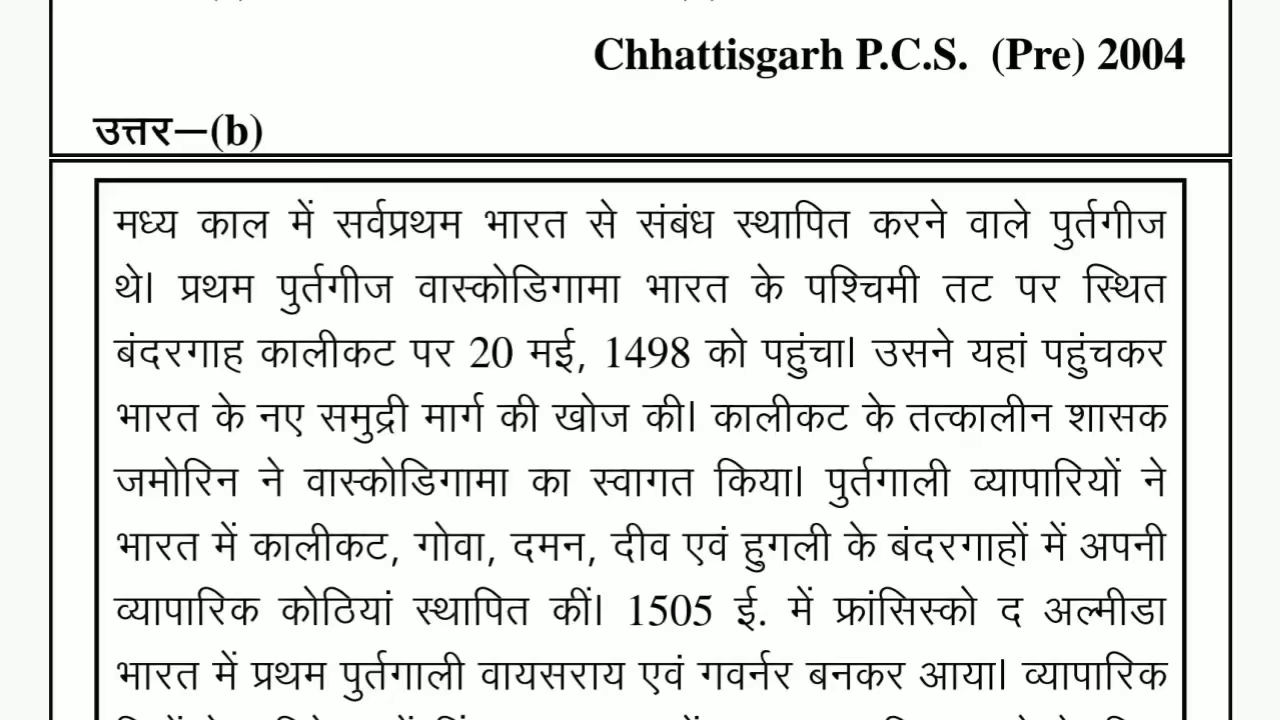 Chhattisgarh P.C.S. (Pre) 2004
उत्तर—(b)
मध्य काल में सर्वप्रथम भारत से संबंध स्थापित करने वाले पुर्तगीज
थे। प्रथम पुर्तगीज वास्कोडिगामा भारत के पश्चिमी तट पर स्थित
बंदरगाह कालीकट पर 20 मई, 1498 को पहुंचा। उसने यहां पहुंचकर
भारत के नए समुद्री मार्ग की खोज की। कालीकट के तत्कालीन शासक
जमोरिन ने वास्कोडिगामा का स्वागत किया। पुर्तगाली व्यापारियों ने
भारत में कालीकट, गोवा, दमन, दीव एवं हुगली के बंदरगाहों में अपनी
व्यापारिक कोठियां स्थापित कीं। 1505 ई. में फ्रांसिस्को द अल्मीडा
भारत में प्रथम पुर्तगाली वायसराय एवं गवर्नर बनकर आया। व्यापारिक